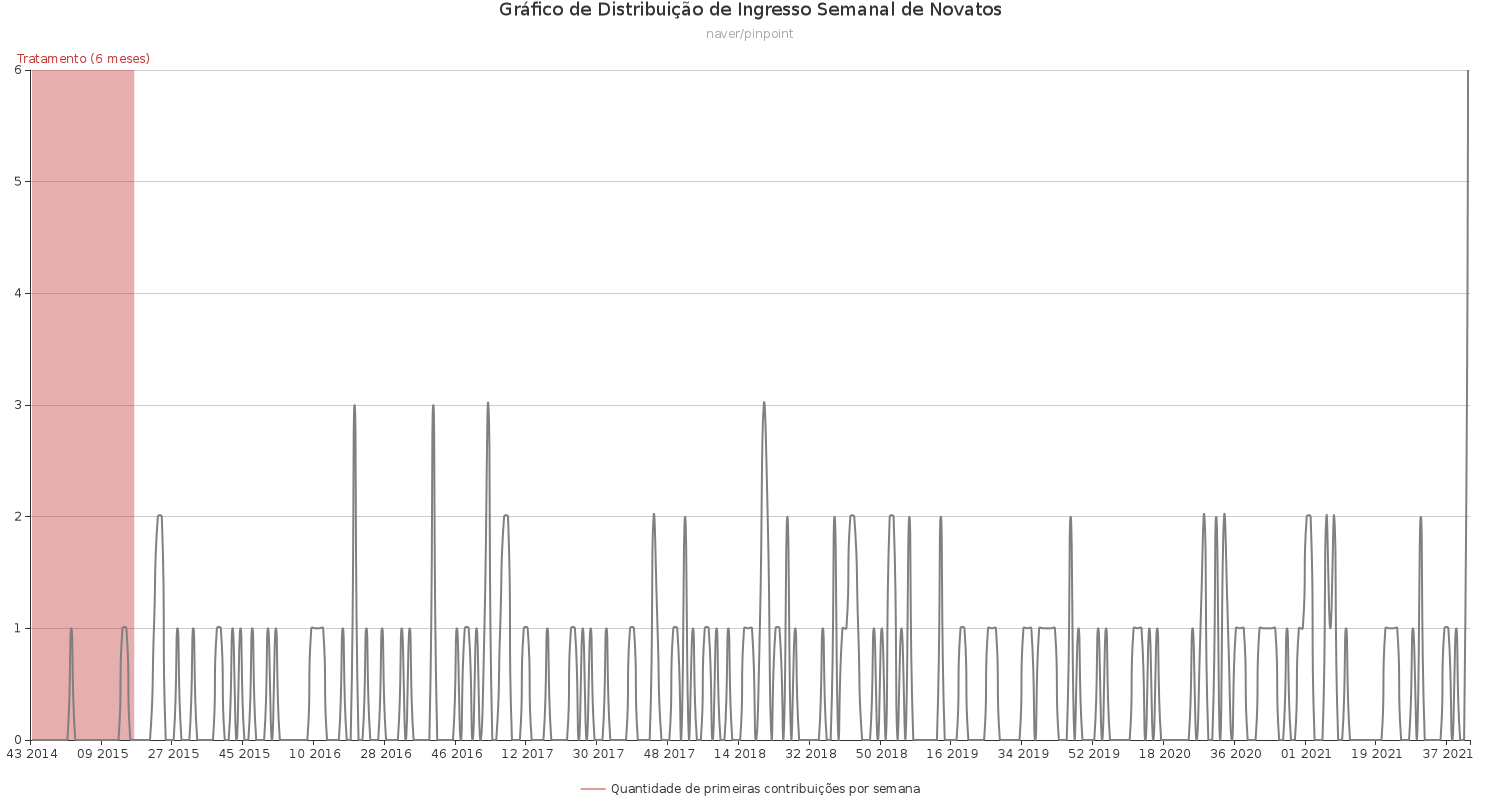 Gráfico de Distribuição de Ingresso Semanal de Novatos
naver/pinpoint
Tratamento (6 meses)
6
5
4
3
2
1
0
43 2014 09 2015 27 2015 45 2015 10 2016 28 2016 46 2016 12 2017 30 2017 48 2017 14 2018 32 2018 50 2018 16 2019 34 2019 52 2019 18 2020 36 2020 01 2021 19 2021 37 2021
Quantidade de primeiras contribuições por semana